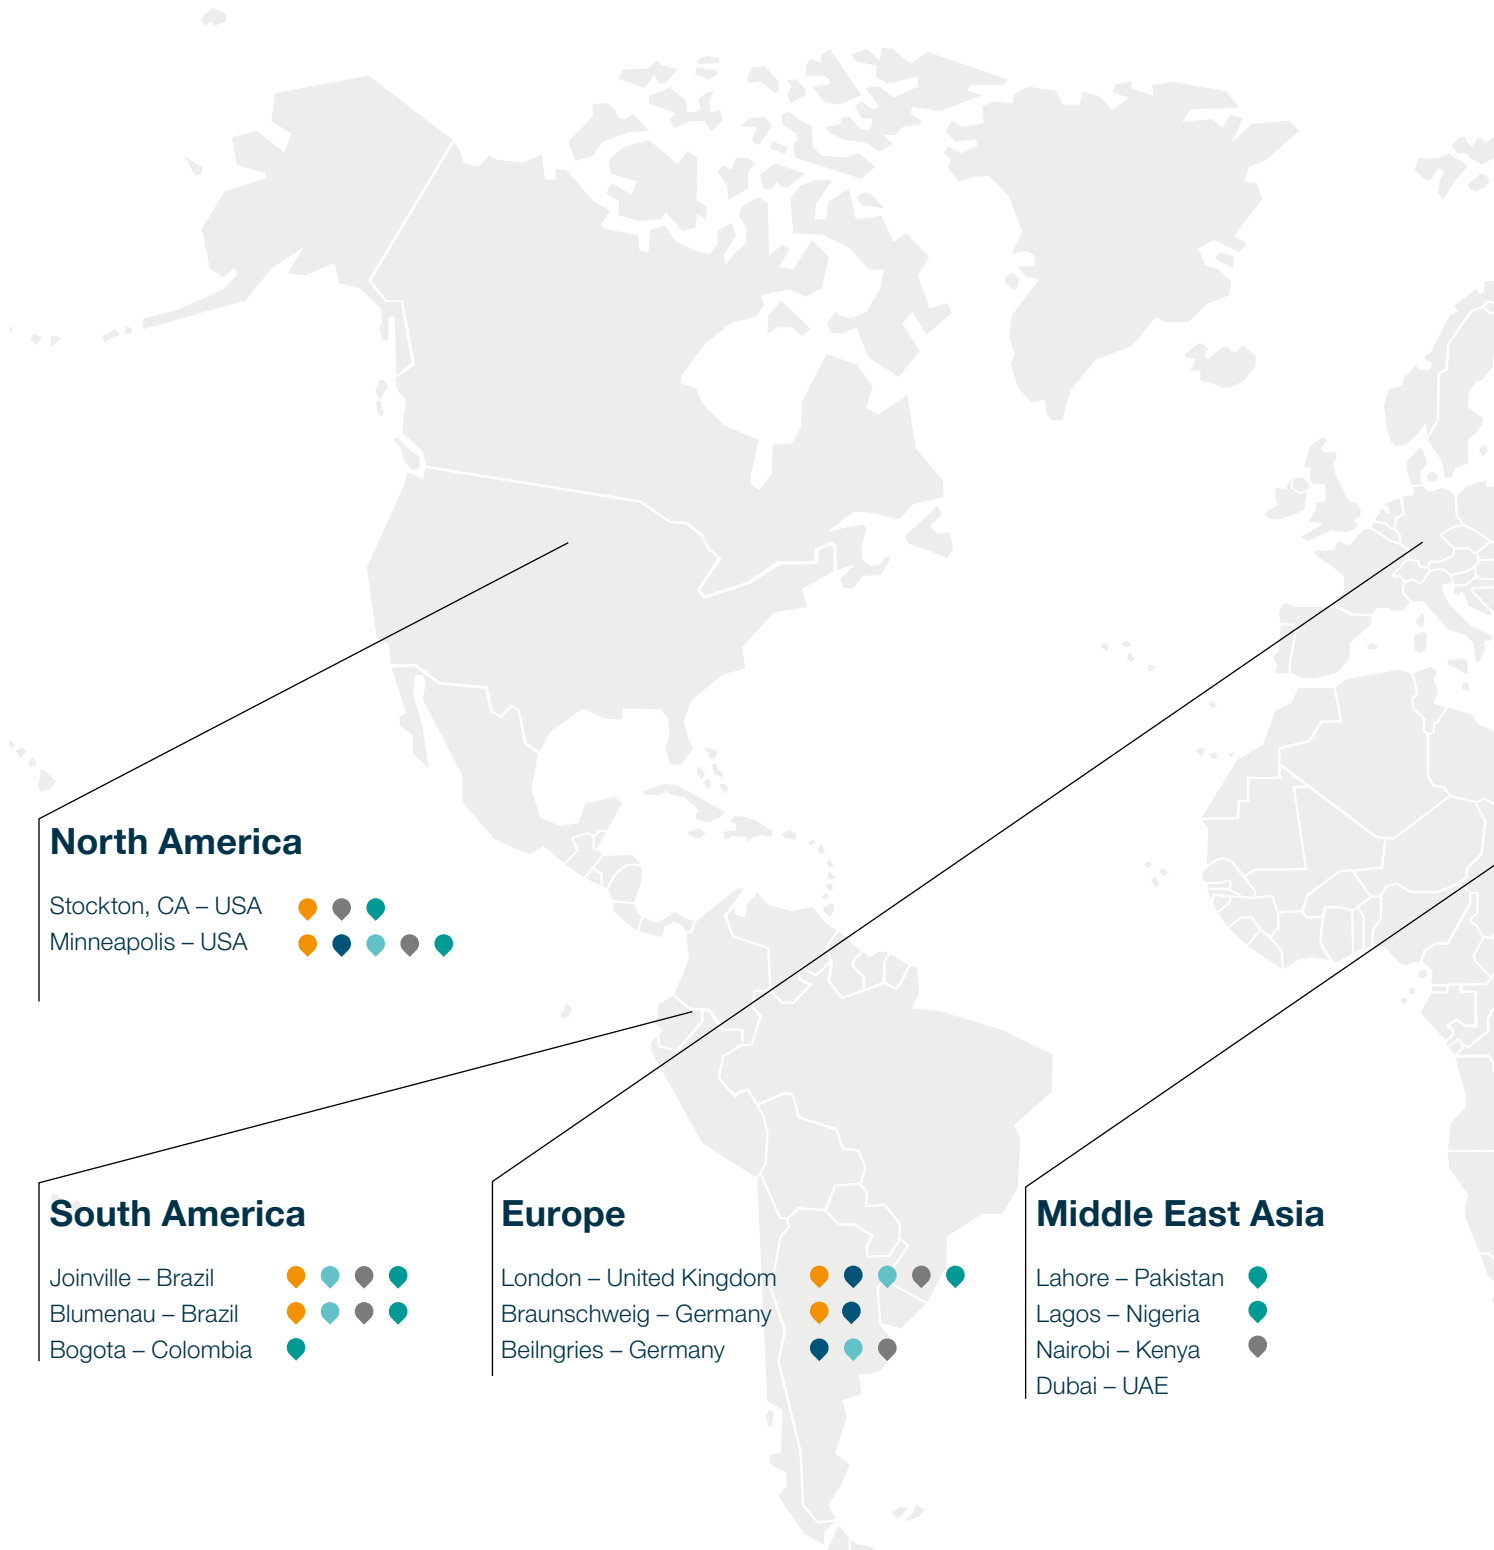 North America
Stockton, CA – USA
Minneapolis – USA
South America
Joinville – Brazil
Blumenau – Brazil
Bogota – Colombia
Europe
London – United Kingdom
Braunschweig – Germany
Beilngries – Germany
Middle East Asia
Lahore – Pakistan
Lagos – Nigeria
Nairobi – Kenya
Dubai – UAE